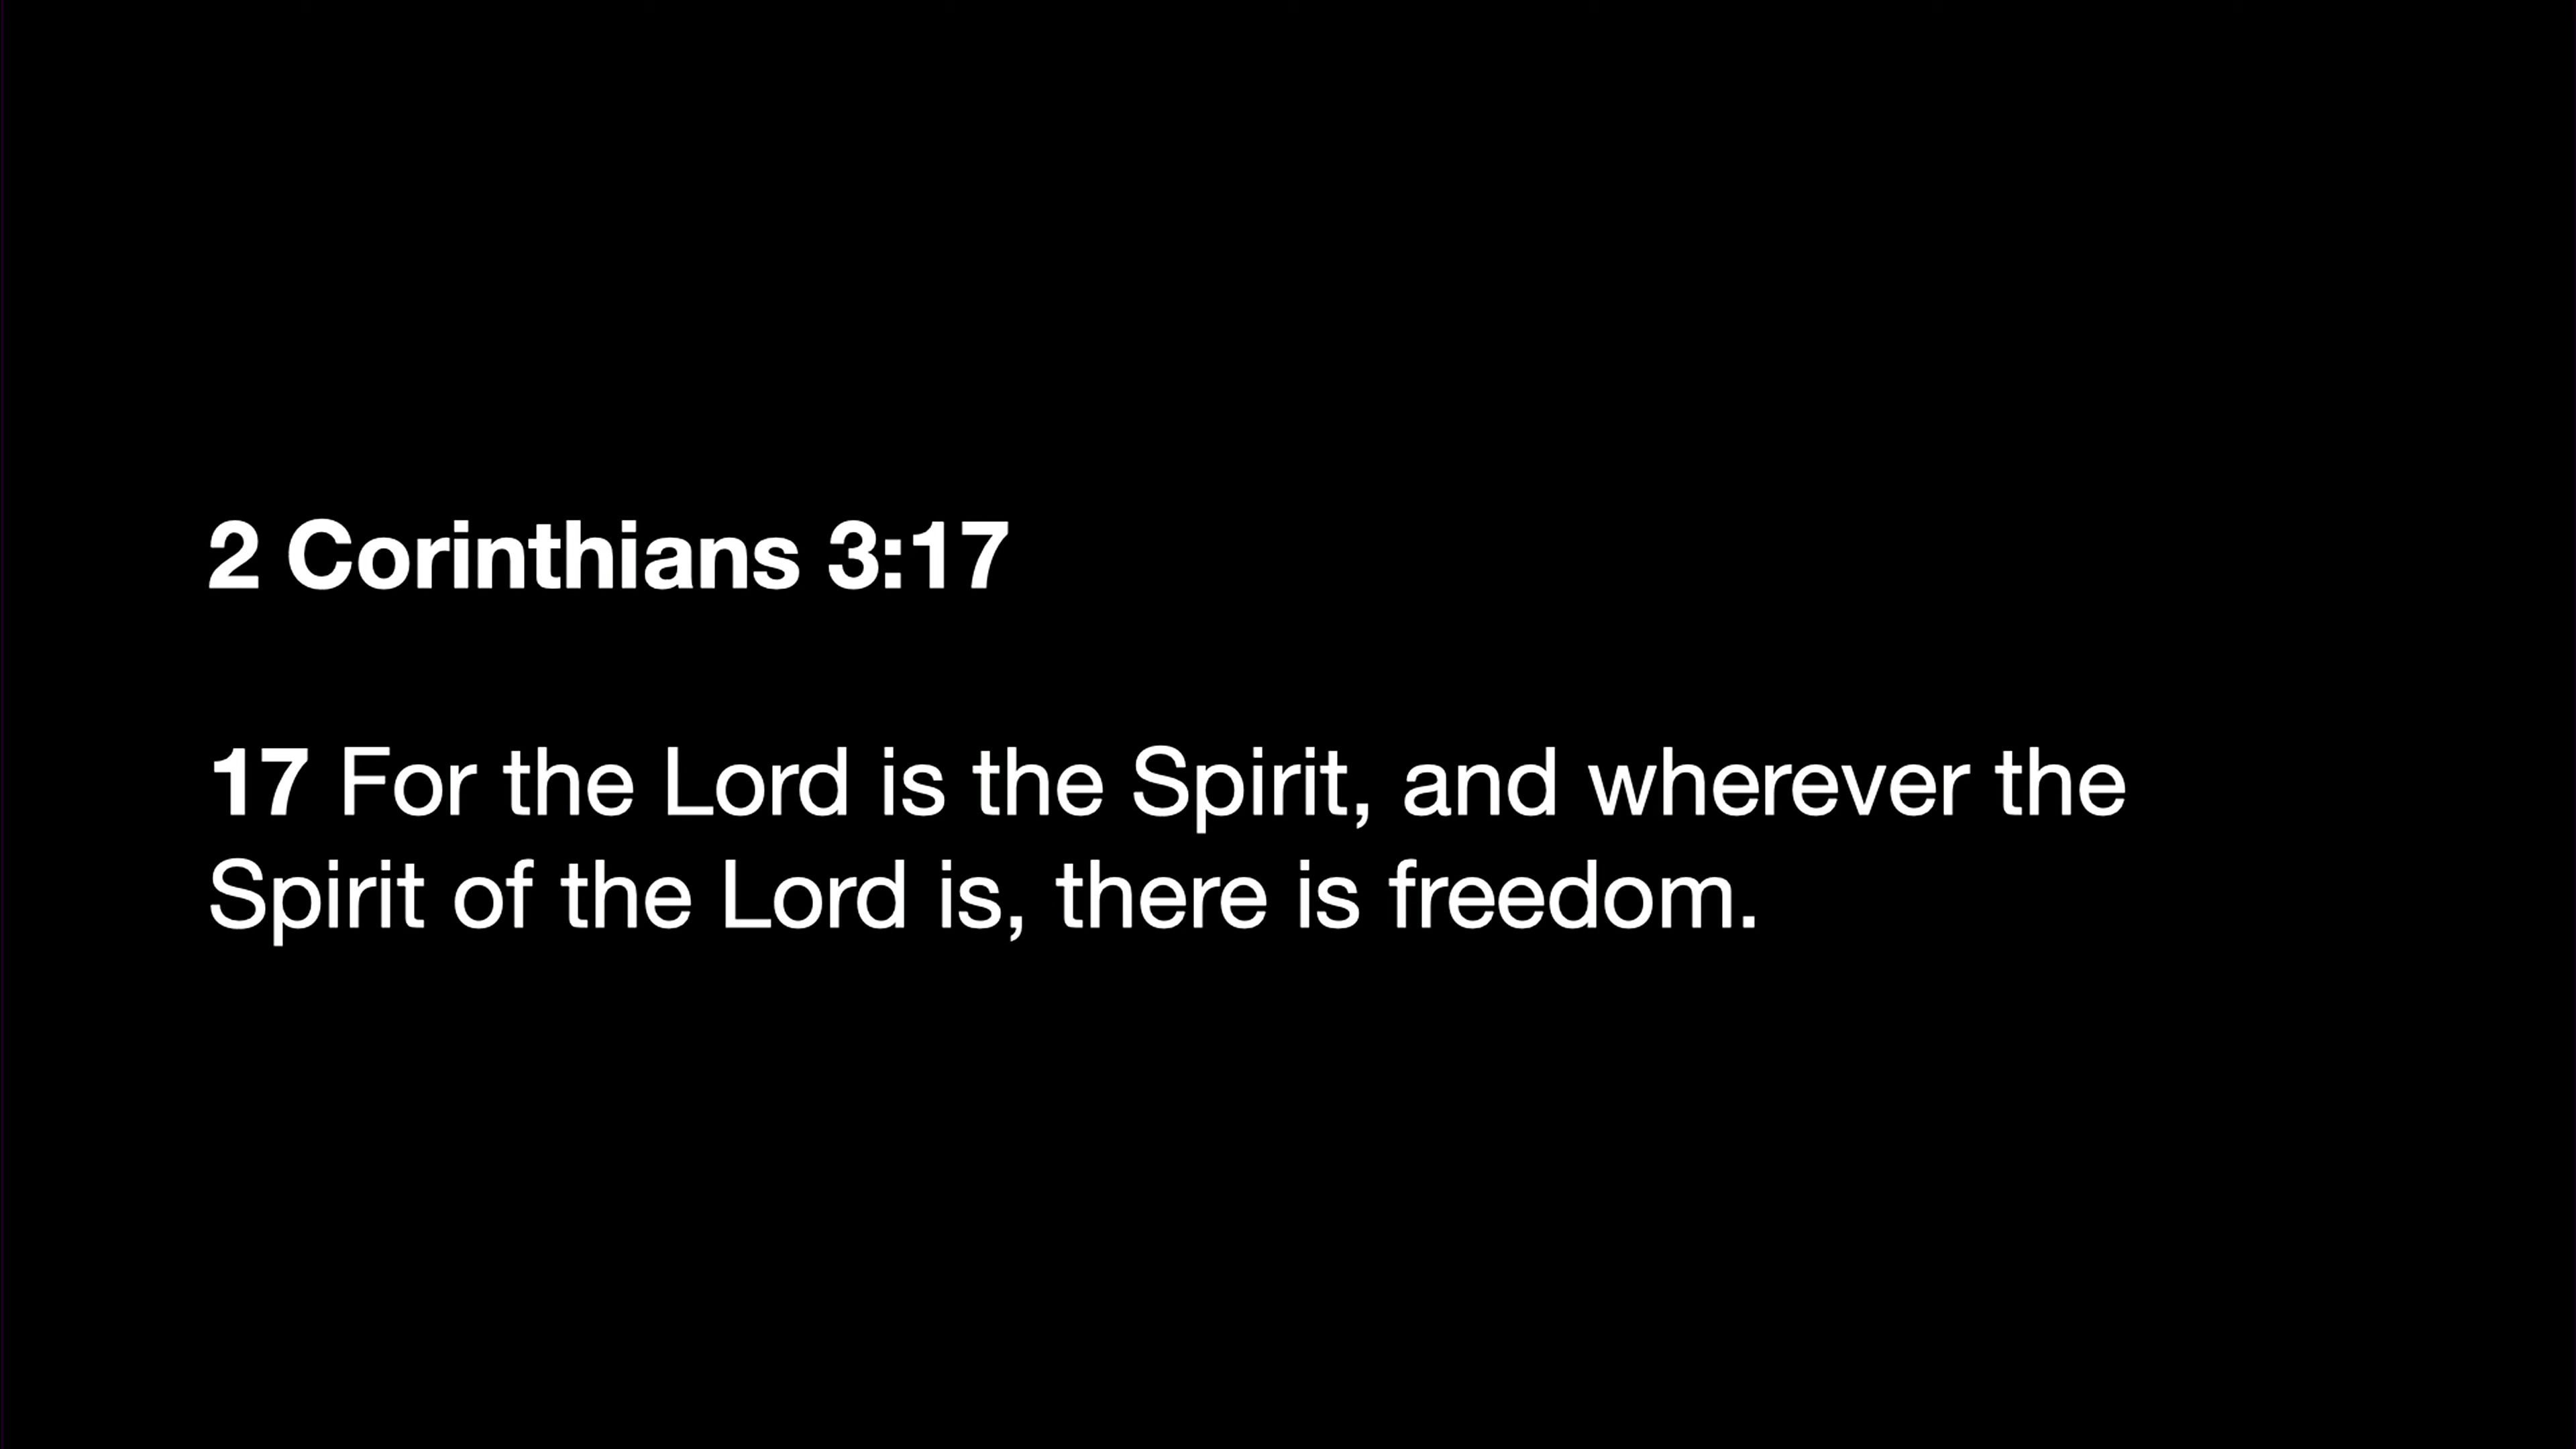 2 Corinthians 3:17
17 For the Lord is the Spirit, and wherever the
Spirit of the Lord is, there is freedom.